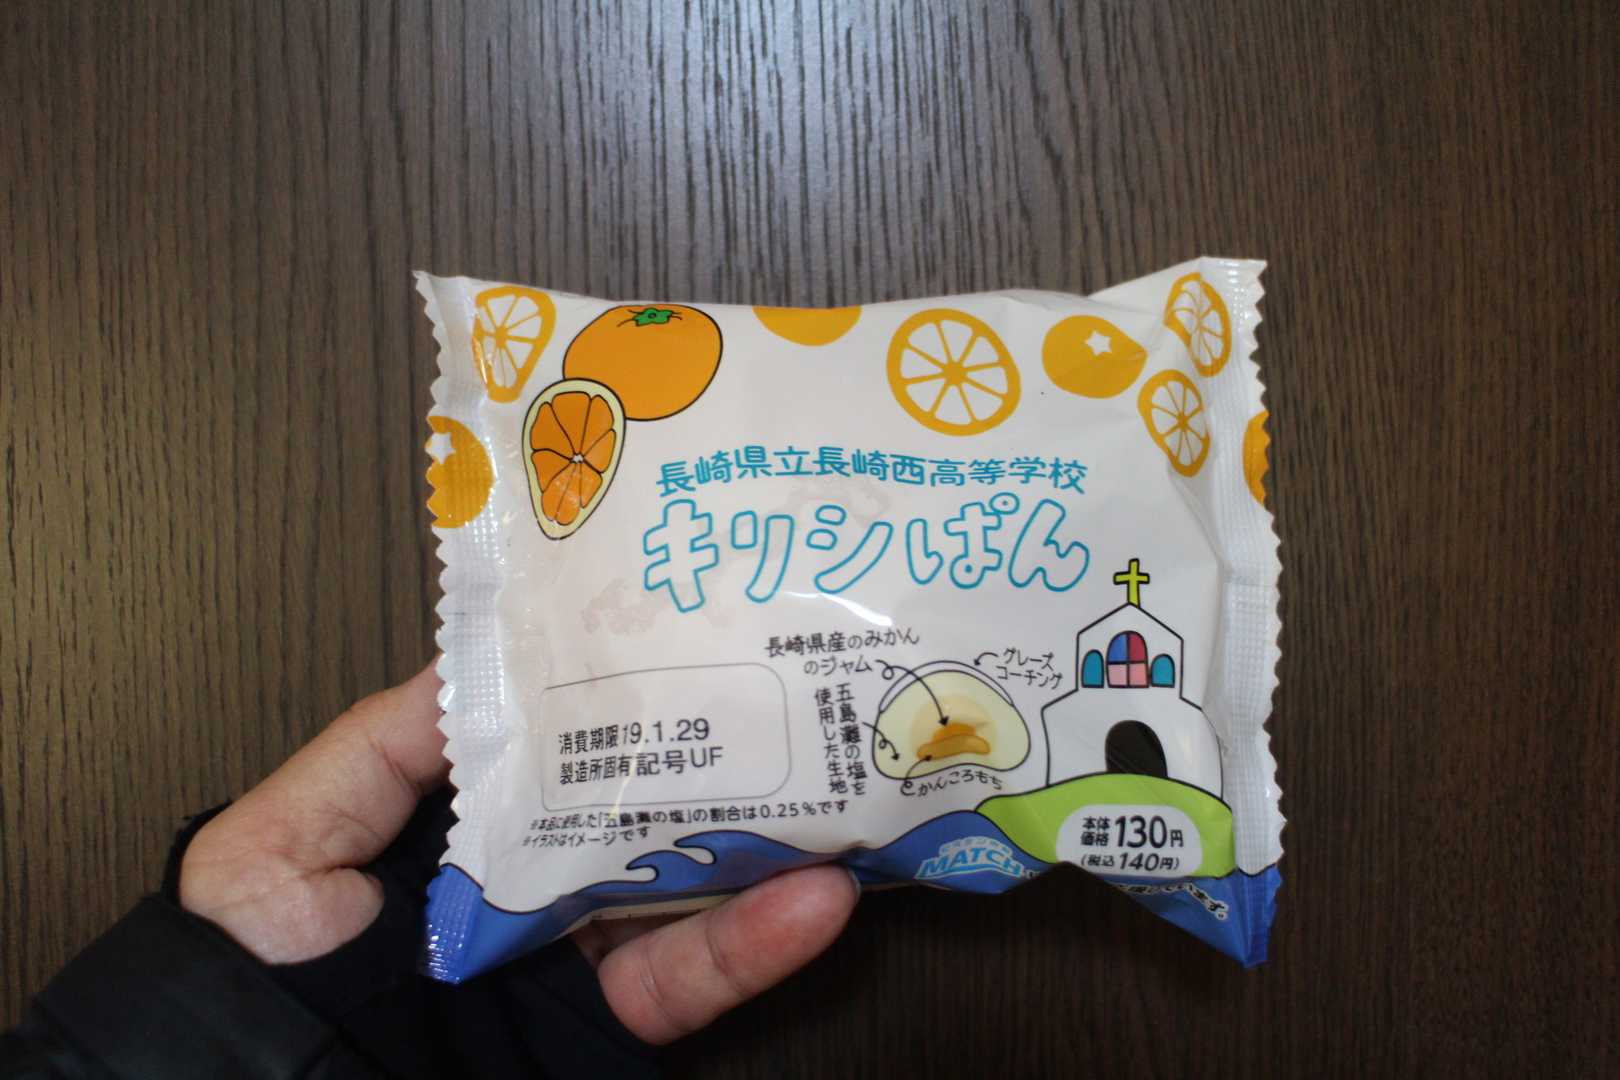 長崎県立長崎西高等学校
キリシぱん
長崎県産のみかん
のジャム
グレーズ
コーチング
五島灘の塩を
使用した生地
かんころもち
消費期限19.1.29
製造所固有記号UF
※本品に使用した「五島灘の塩」の割合は0.25%です
※イラストはイメージです
MATCH
本体
価格 130円
(税込140円)